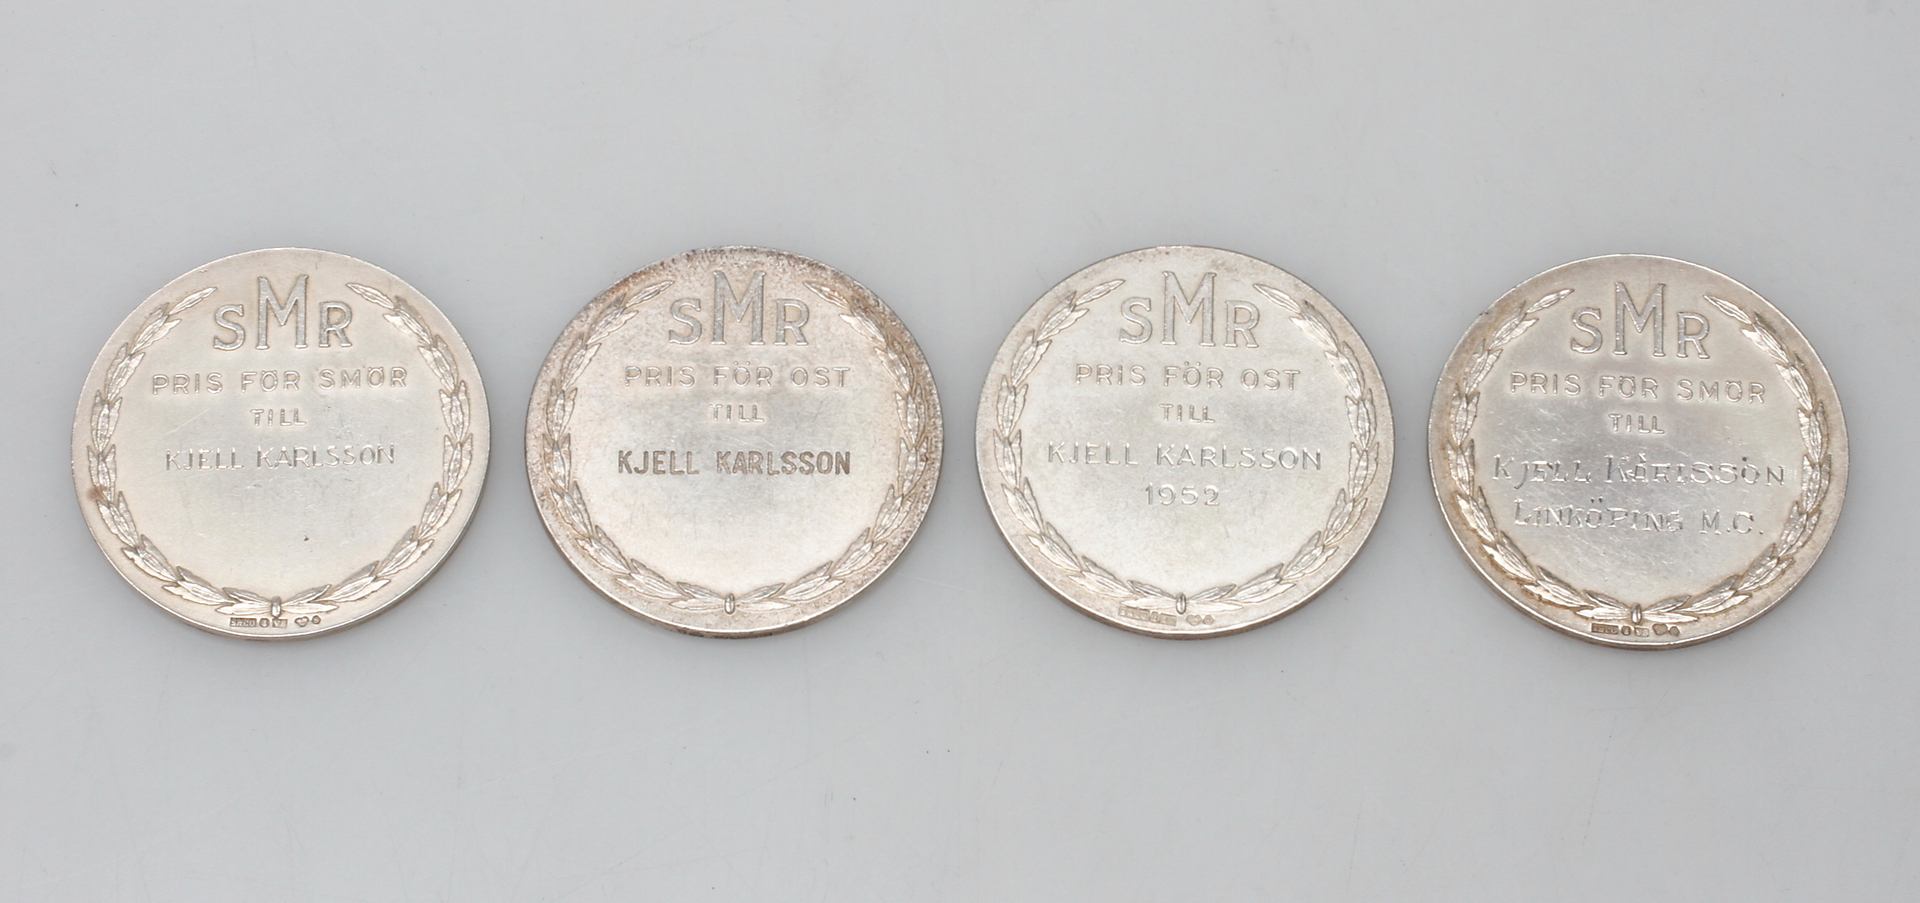 SMR
PRIS FÖR SMÖR
TILL
KJELL KARLSSON
SMR
PRIS FÖR OST
TILL
KJELL KARLSSON
SMR
PRIS FÖR OST
TILL
KJELL KARLSSON
1952
SMR
PRIS FÖR SMÖR
TILL
KJELL KARLSSON
LINKÖPING M.C.